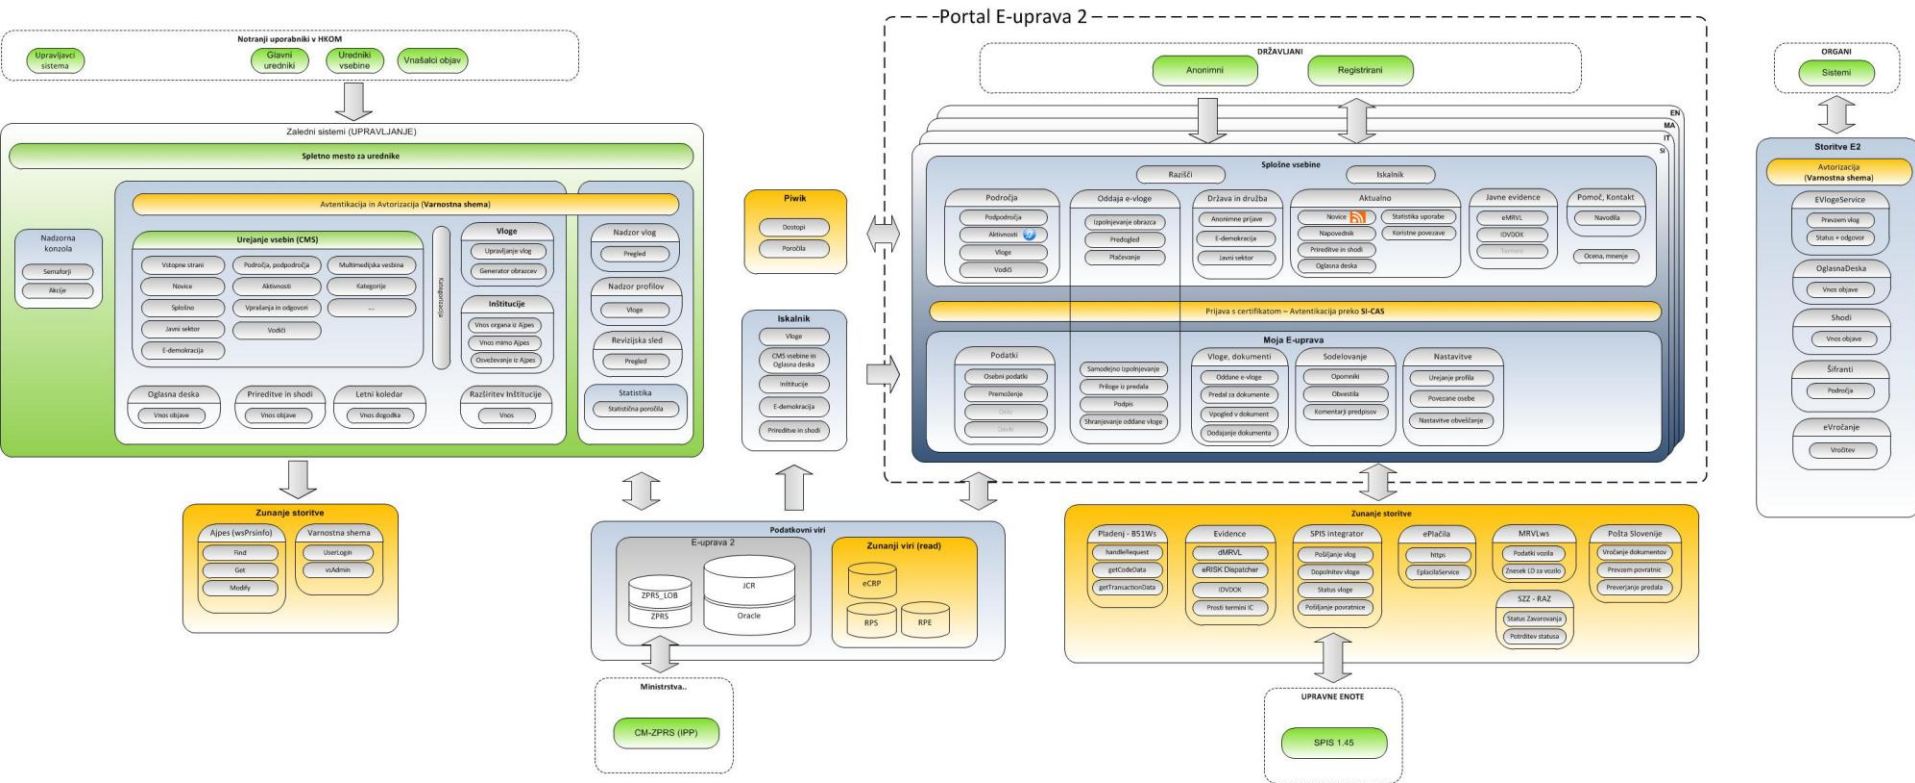 Portal E-uprava 2
Notranji uporabniki v HKOM
Upravljavci
sistema
Glavni
uredniki
Uredniki
vsebine
Vnašalci objav
Zaledni sistemi (UPRAVLJANJE)
Spletno mesto za urednike
Avtentikacija in Avtorizacija (Varnostna shema)
Nadzorna
konzola
Semaforji
Akcije
Urejanje vsebin (CMS)
Vstopne strani
Področja, podpodročja
Multimedijska vsebina
Novice
Aktivnosti
Kategorije
Splošno
Vprašanja in odgovori
....
Javni sektor
Vodiči
E-demokracija
Kategorizacija
Vloge
Upravljanje vlog
Generator obrazcev
Inštitucije
Vnos organa iz Ajpes
Vnos mimo Ajpes
Osveževanje iz Ajpes
Oglasna deska
Vnos objave
Prireditve in shodi
Vnos objave
Letni koledar
Vnos dogodka
Razširitev Inštitucije
Vnos
Nadzor vlog
Pregled
Nadzor profilov
Vloge
Revizijska sled
Pregled
Statistika
Statistična poročila
Zunanje storitve
Ajpes (wsPrsinfo)
Find
Get
Modify
Varnostna shema
UserLogin
vsAdmin
Piwik
Dostopi
Poročila
Iskalnik
Vloge
CMS vsebine in
Oglasna deska
Inštitucije
E-demokracija
Prireditve in shodi
Podatkovni viri
E-uprava 2
ZPRS_LOB
ZPRS
JCR
Oracle
Zunanji viri (read)
eCRP
RPS
RPE
Ministrstva..
CM-ZPRS (IPP)
DRŽAVLJANI
Anonimni
Registrirani
EN
MA
IT
SI
Splošne vsebine
Razišči
Iskalnik
Področja
Podpodročja
Aktivnosti
Vloge
Vodiči
Oddaja e-vloge
Izpolnjevanje obrazca
Predogled
Plačevanje
Država in družba
Anonimne prijave
E-demokracija
Javni sektor
Aktualno
Novice
Napovednik
Prireditve in shodi
Oglasna deska
Statistika uporabe
Koristne povezave
Javne evidence
eMRVL
IDVDOK
Pomoč, Kontakt
Navodila
Ocena, mnenje
Prijava s certifikatom – Avtentikacija preko SI-CAS
Moja E-uprava
Podatki
Osebni podatki
Premoženje
Samodejno izpolnjevanje
Priloge iz predala
Podpis
Shranjevanje oddane vloge
Vloge, dokumenti
Oddane e-vloge
Predal za dokumente
Vpogled v dokument
Dodajanje dokumenta
Sodelovanje
Opomniki
Obvestila
Komentarji predpisov
Nastavitve
Urejanje profila
Povezane osebe
Nastavitve obveščanje
Zunanje storitve
Pladenj - BS1Ws
handleRequest
getCodeData
getTransactionData
Evidence
dMRVL
eRISK Dispatcher
IDVDOK
Prosti termini IC
SPIS integrator
Pošiljanje vlog
Dopolnitev vloge
Status vloge
Pošiljanje povratnice
ePlačila
https
EplacilaService
MRVLws
Podatki vozila
Znesek LD za vozilo
SZZ - RAZ
Status Zavarovanja
Potrditev statusa
Pošta Slovenije
Vročanje dokumentov
Prevzem povratnic
Preverjanje predala
UPRAVNE ENOTE
SPIS 1.45
ORGANI
Sistemi
Storitve E2
Avtorizacija
(Varnostna shema)
EVlogeService
Prevzem vlog
Status + odgovor
OglasnaDeska
Vnos objave
Shodi
Vnos objave
Šifranti
Področja
eVročanje
Vročitev